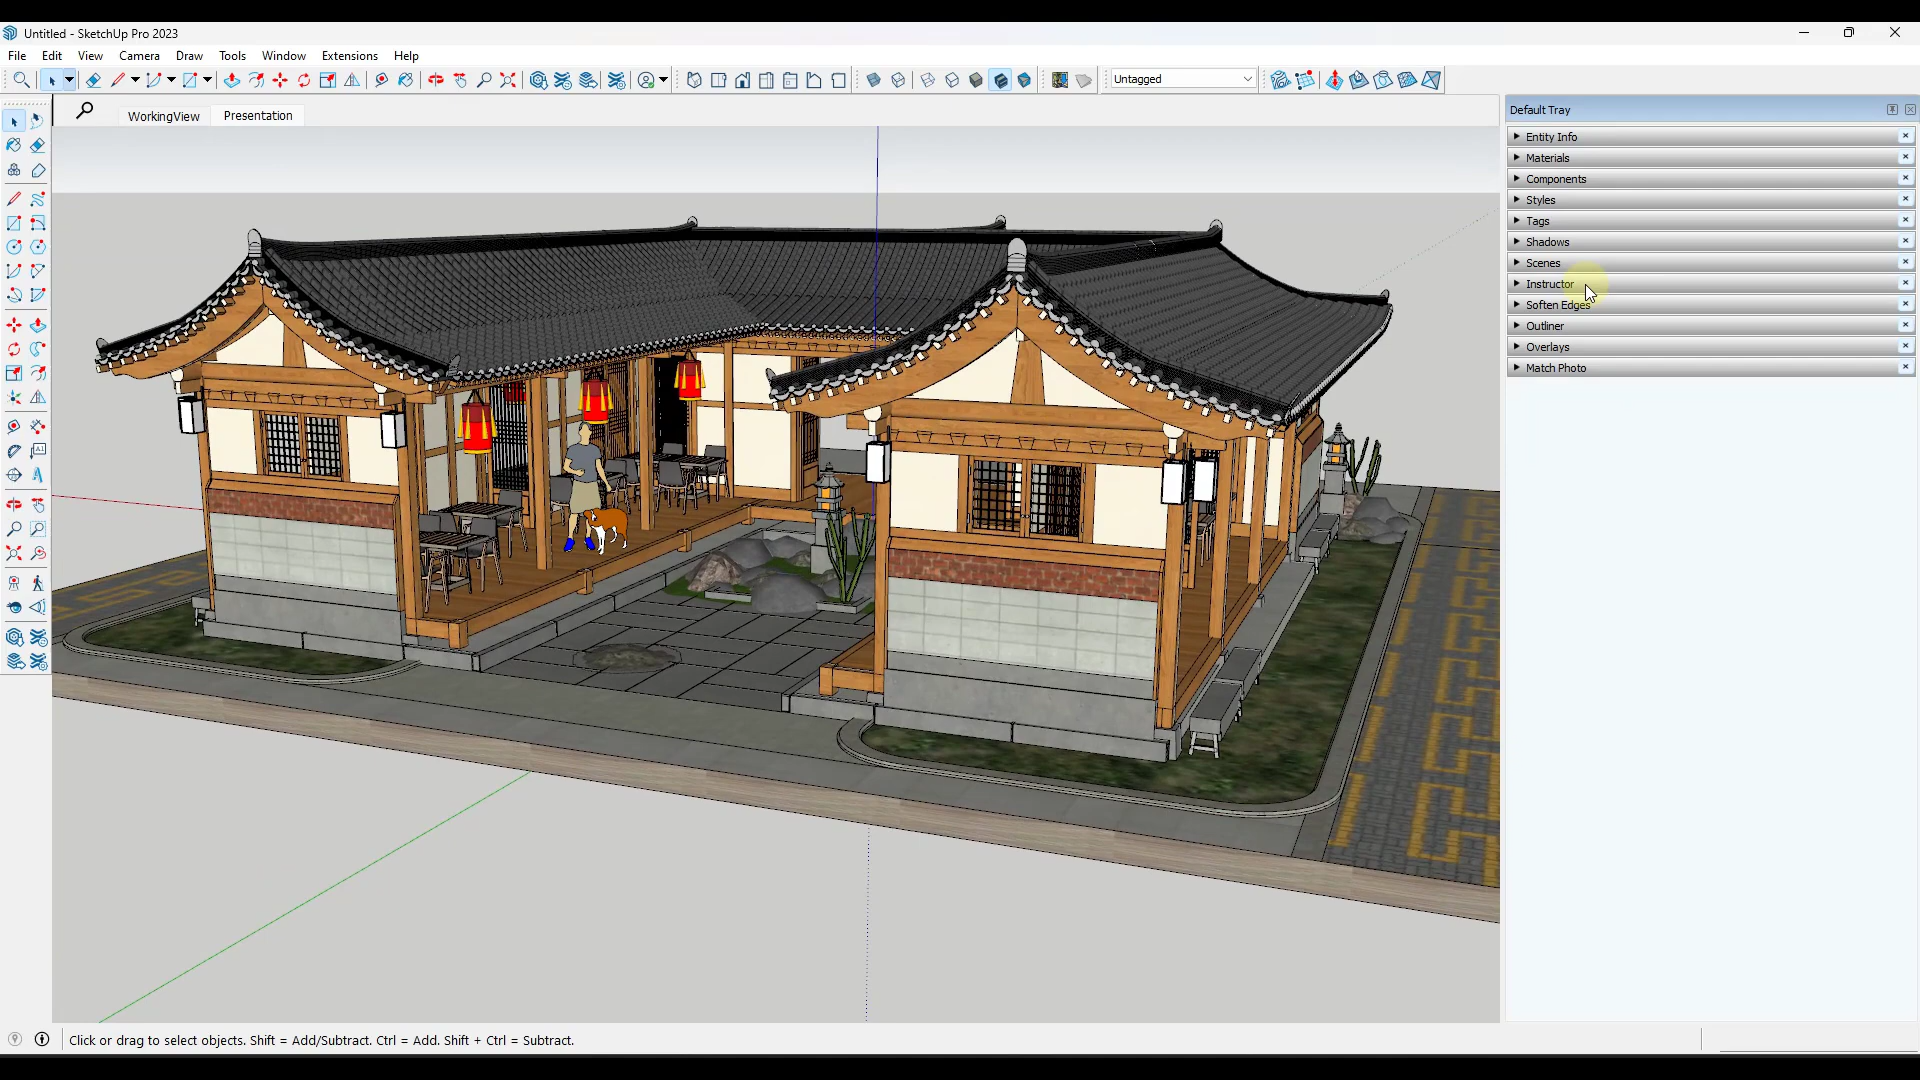 Untitled - SketchUp Pro 2023
File Edit View Camera Draw Tools Window Extensions Help
Untagged
WorkingView Presentation
Default Tray
Entity Info
Materials
Components
Styles
Tags
Shadows
Scenes
Instructor
Soften Edges
Outliner
Overlays
Match Photo
Click or drag to select objects. Shift = Add/Subtract. Ctrl = Add. Shift + Ctrl = Subtract.